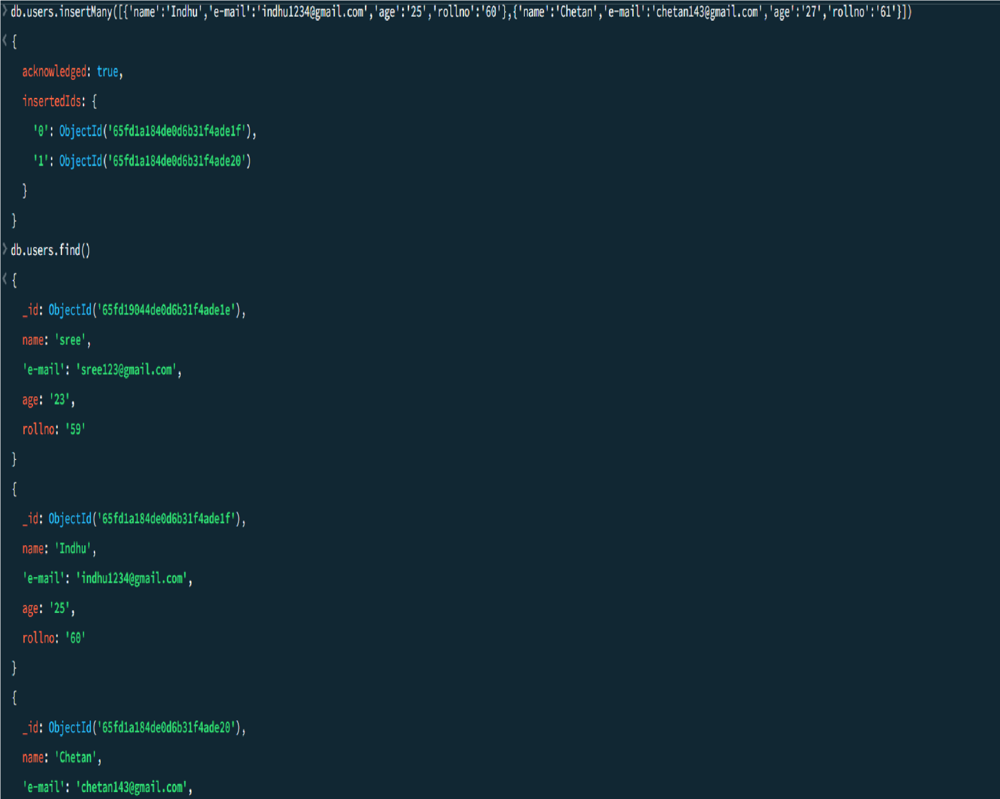 > db.users.insertMany([{'name':'Indhu','e-mail':'indhu1234@gmail.com','age':'25','rollno':'60'},{'name':'Chetan','e-mail':'chetan143@gmail.com','age':'27','rollno':'61'}])
< {
acknowledged: true,
insertedIds: {
'0': ObjectId('65fd1a184de0d6b31f4ade1f'),
'1': ObjectId('65fd1a184de0d6b31f4ade20')
}
}
> db.users.find()
< {
_id: ObjectId('65fd19044de0d6b31f4ade1e'),
name: 'sree',
'e-mail': 'sree123@gmail.com',
age: '23',
rollno: '59'
}
{
_id: ObjectId('65fd1a184de0d6b31f4ade1f'),
name: 'Indhu',
'e-mail': 'indhu1234@gmail.com',
age: '25',
rollno: '60'
}
{
_id: ObjectId('65fd1a184de0d6b31f4ade20'),
name: 'Chetan',
'e-mail': 'chetan143@gmail.com',